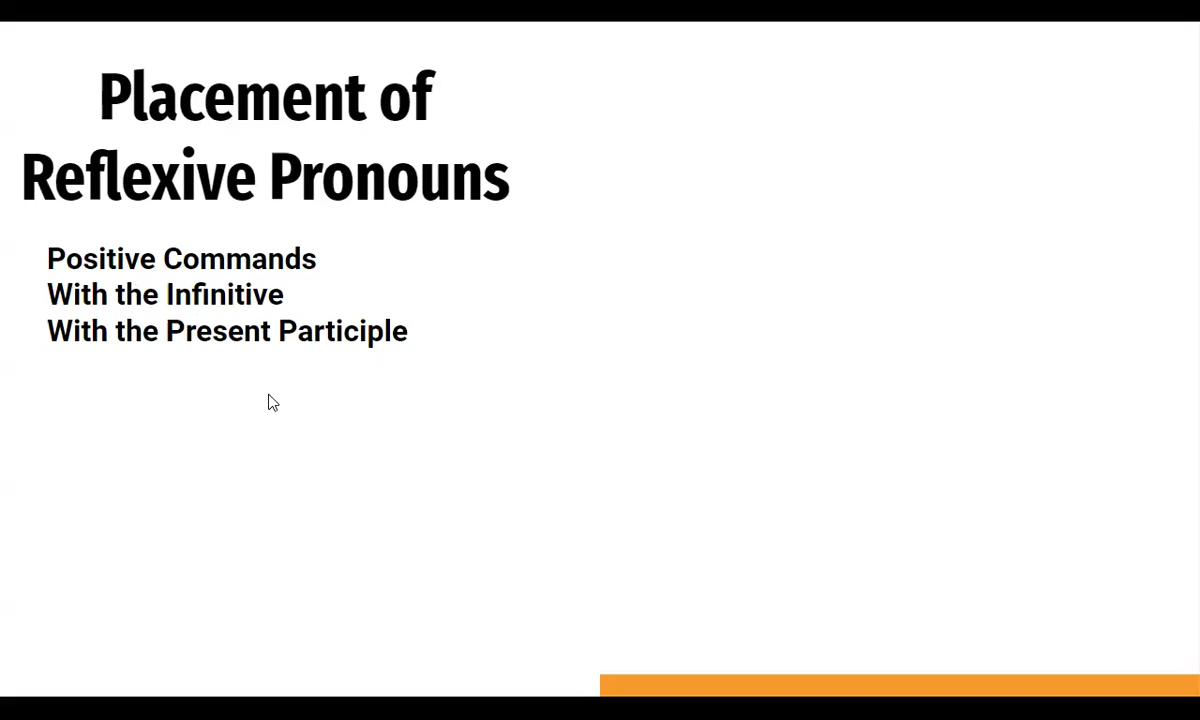 Placement of
Reflexive Pronouns
Positive Commands
With the Infinitive
With the Present Participle